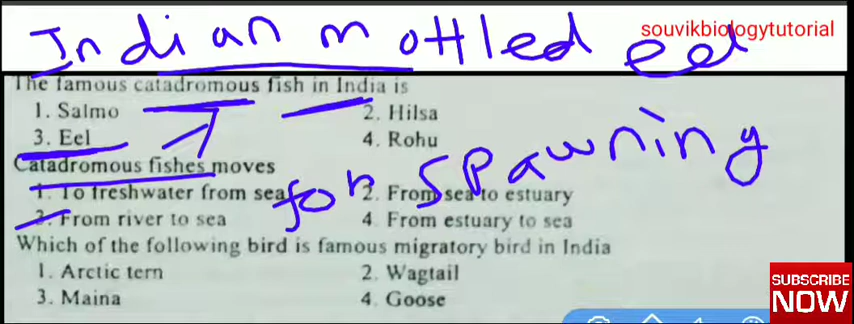 souvikbiologytutorial
Indian mottled eel
The famous catadromous fish in India is
1. Salmo 2. Hilsa
3. Eel 4. Rohu
for spawning
Catadromous fishes moves
1. To freshwater from sea 2. From sea to estuary
3. From river to sea 4. From estuary to sea
Which of the following bird is famous migratory bird in India
1. Arctic tern 2. Wagtail
3. Maina 4. Goose
SUBSCRIBE
NOW